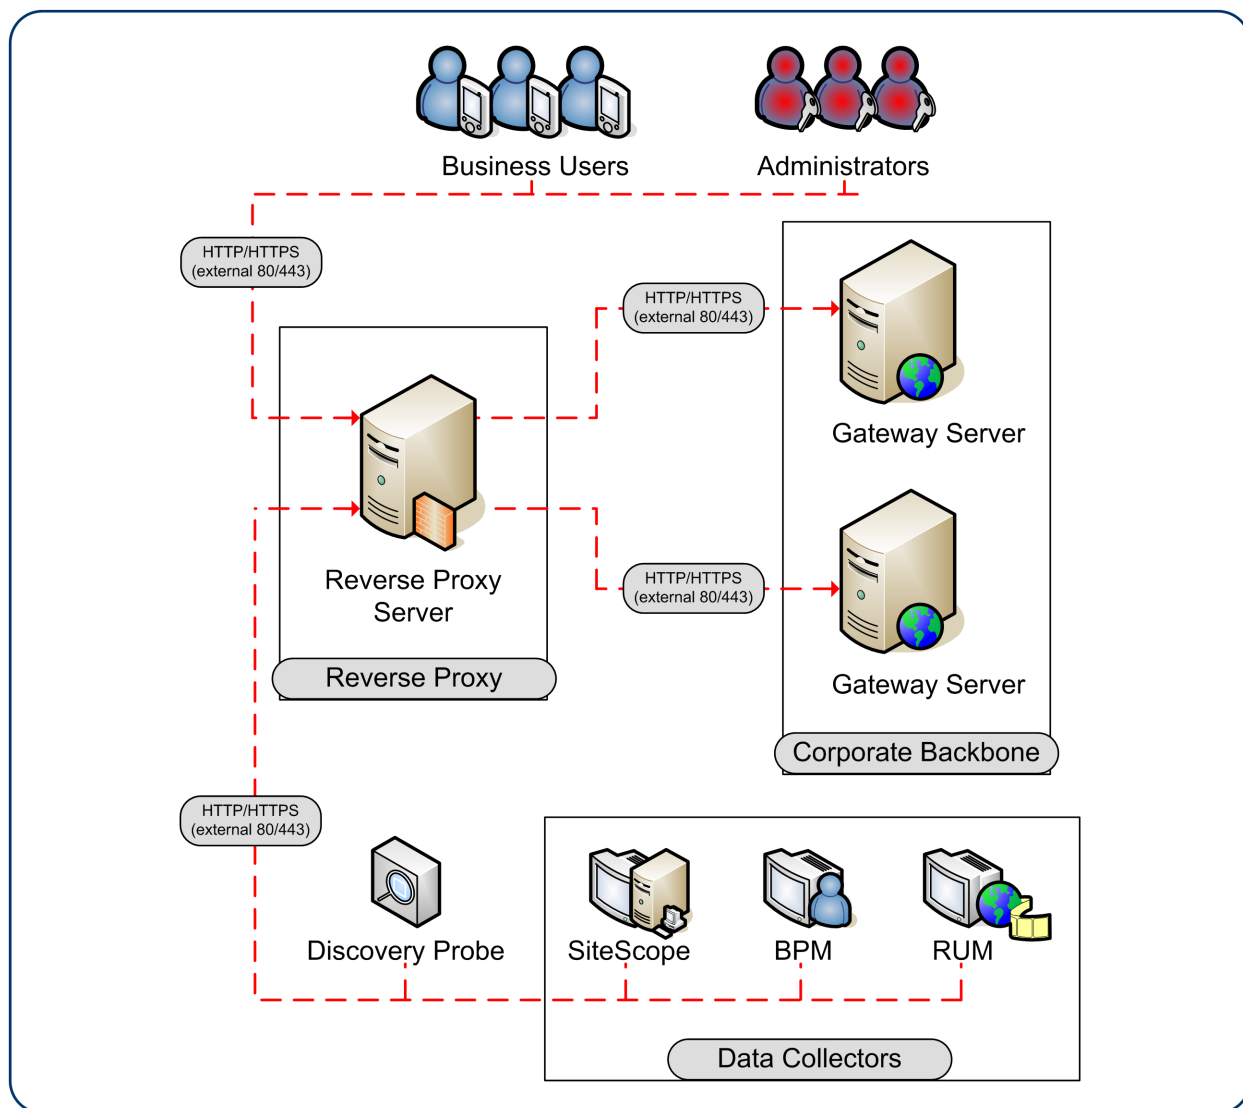 Business Users
Administrators
HTTP/HTTPS
(external 80/443)
HTTP/HTTPS
(external 80/443)
Gateway Server
Reverse Proxy
Server
HTTP/HTTPS
(external 80/443)
Reverse Proxy
Gateway Server
Corporate Backbone
HTTP/HTTPS
(external 80/443)
Discovery Probe
SiteScope
BPM
RUM
Data Collectors